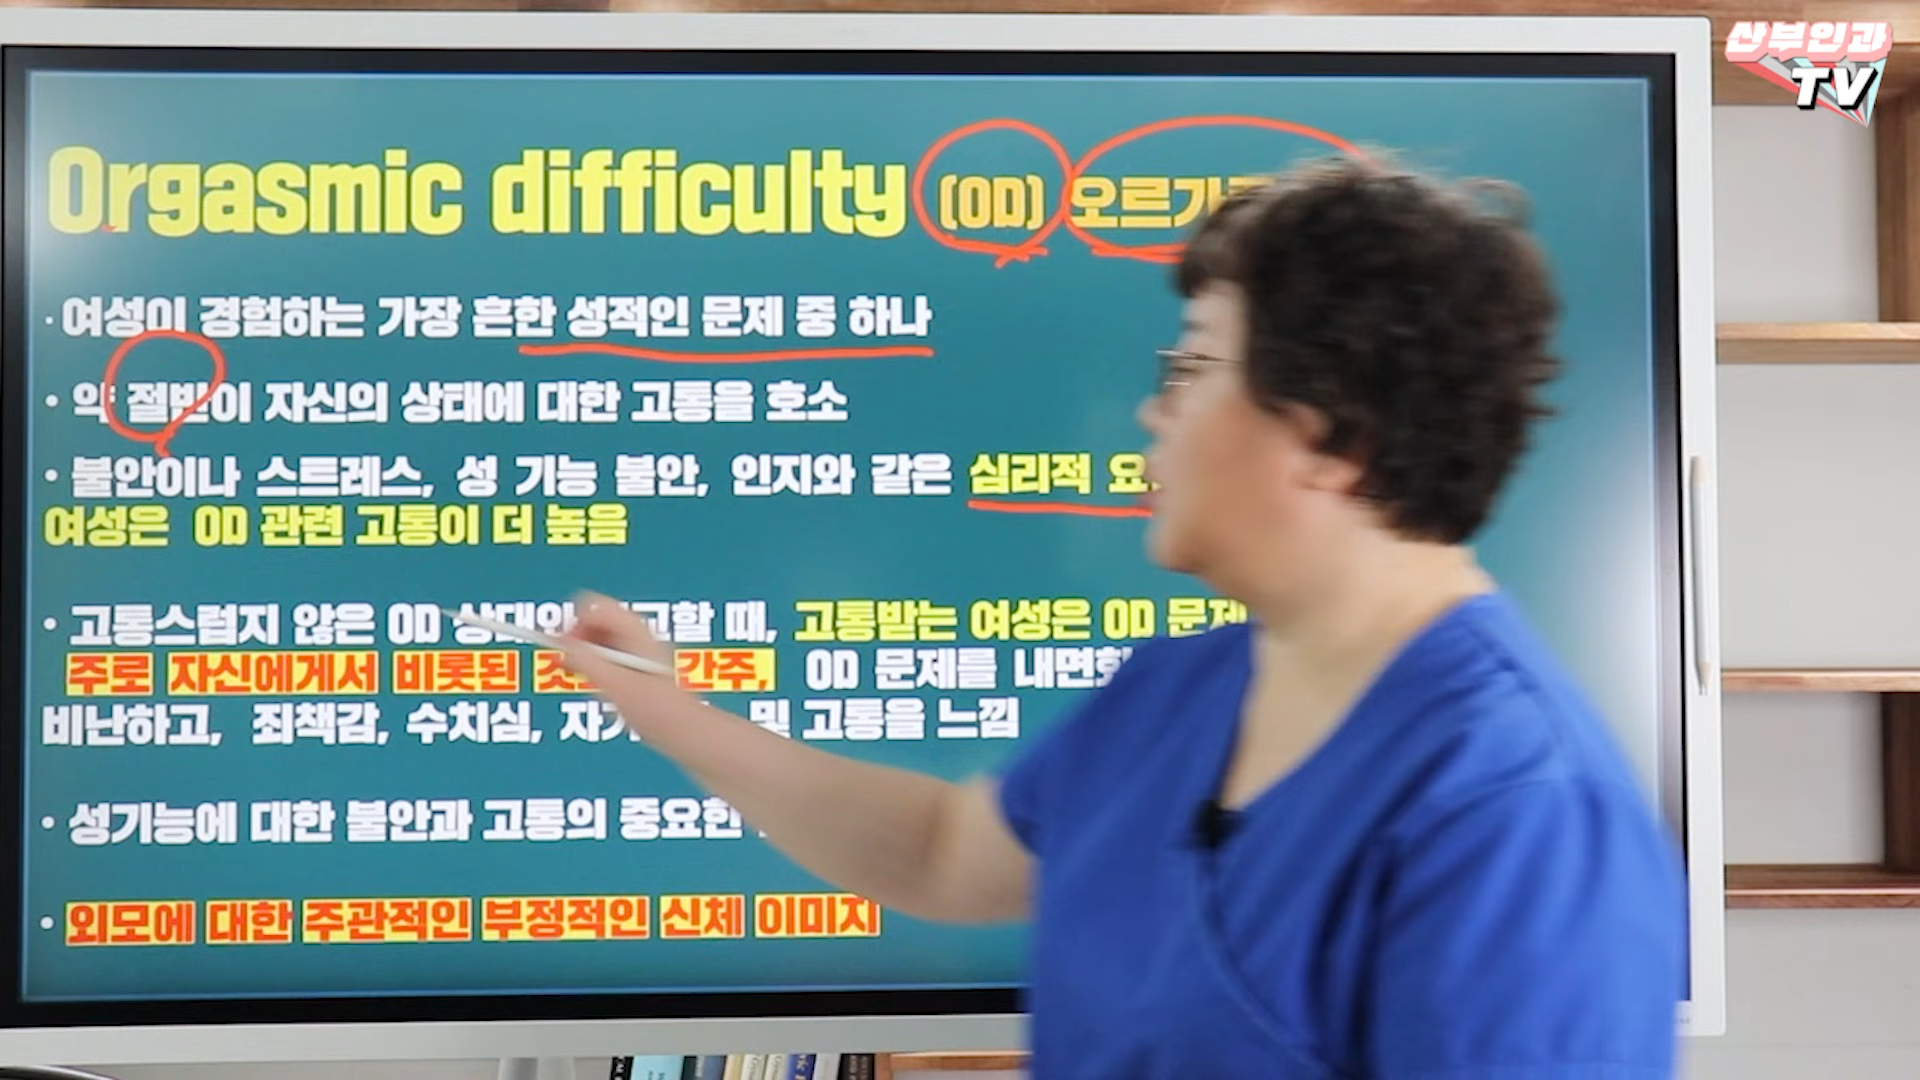 산부인과
TV
Orgasmic difficulty (OD) 오르가
· 여성이 경험하는 가장 흔한 성적인 문제 중 하나
• 약 절반이 자신의 상태에 대한 고통을 호소
• 불안이나 스트레스, 성 기능 불안, 인지와 같은 심리적
여성은 OD 관련 고통이 더 높음
• 고통스럽지 않은 OD 때, 고통받는 여성은 OD 문제
주로 자신에게서 비롯된 간주, OD 문제를
비난하고, 죄책감, 수치심, 및 고통을 느낌
• 성기능에 대한 불안과 고통의 중요한
• 외모에 대한 주관적인 부정적인 신체 이미지